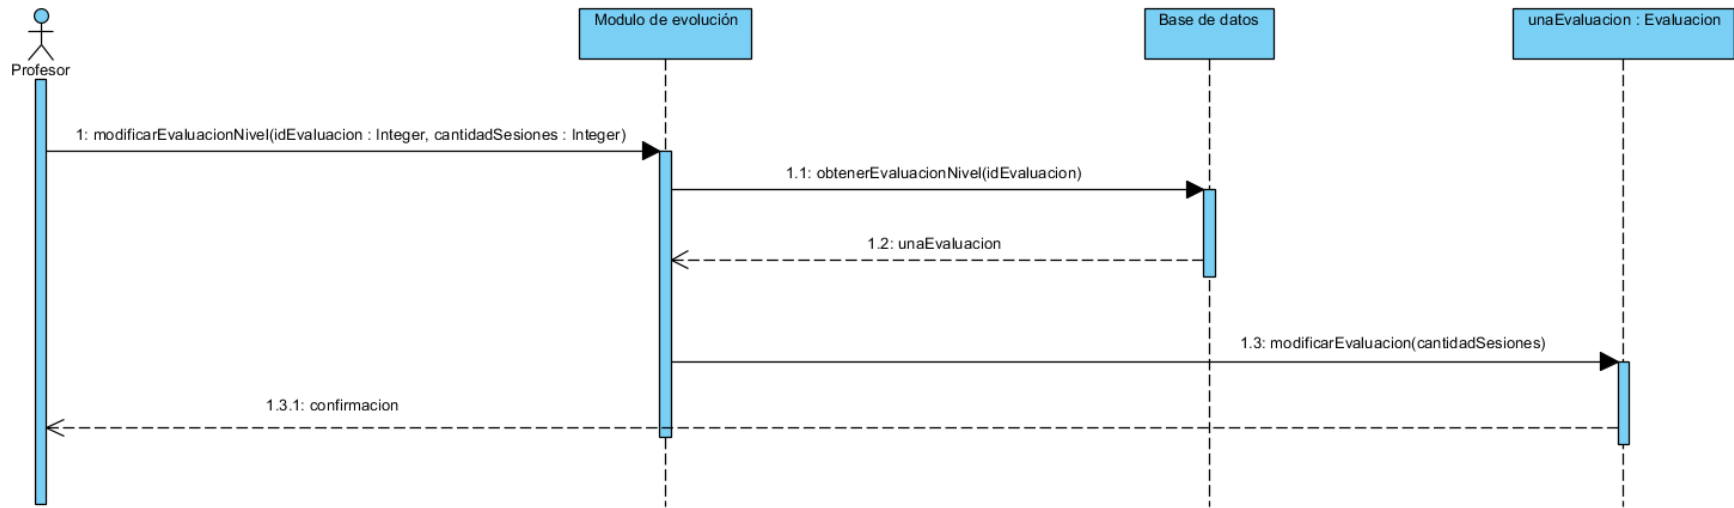 Profesor
Modulo de evolución
Base de datos
unaEvaluacion : Evaluacion
1: modificarEvaluacionNivel(idEvaluacion : Integer, cantidadSesiones : Integer)
1.1: obtenerEvaluacionNivel(idEvaluacion)
1.2: unaEvaluacion
1.3: modificarEvaluacion(cantidadSesiones)
1.3.1: confirmacion